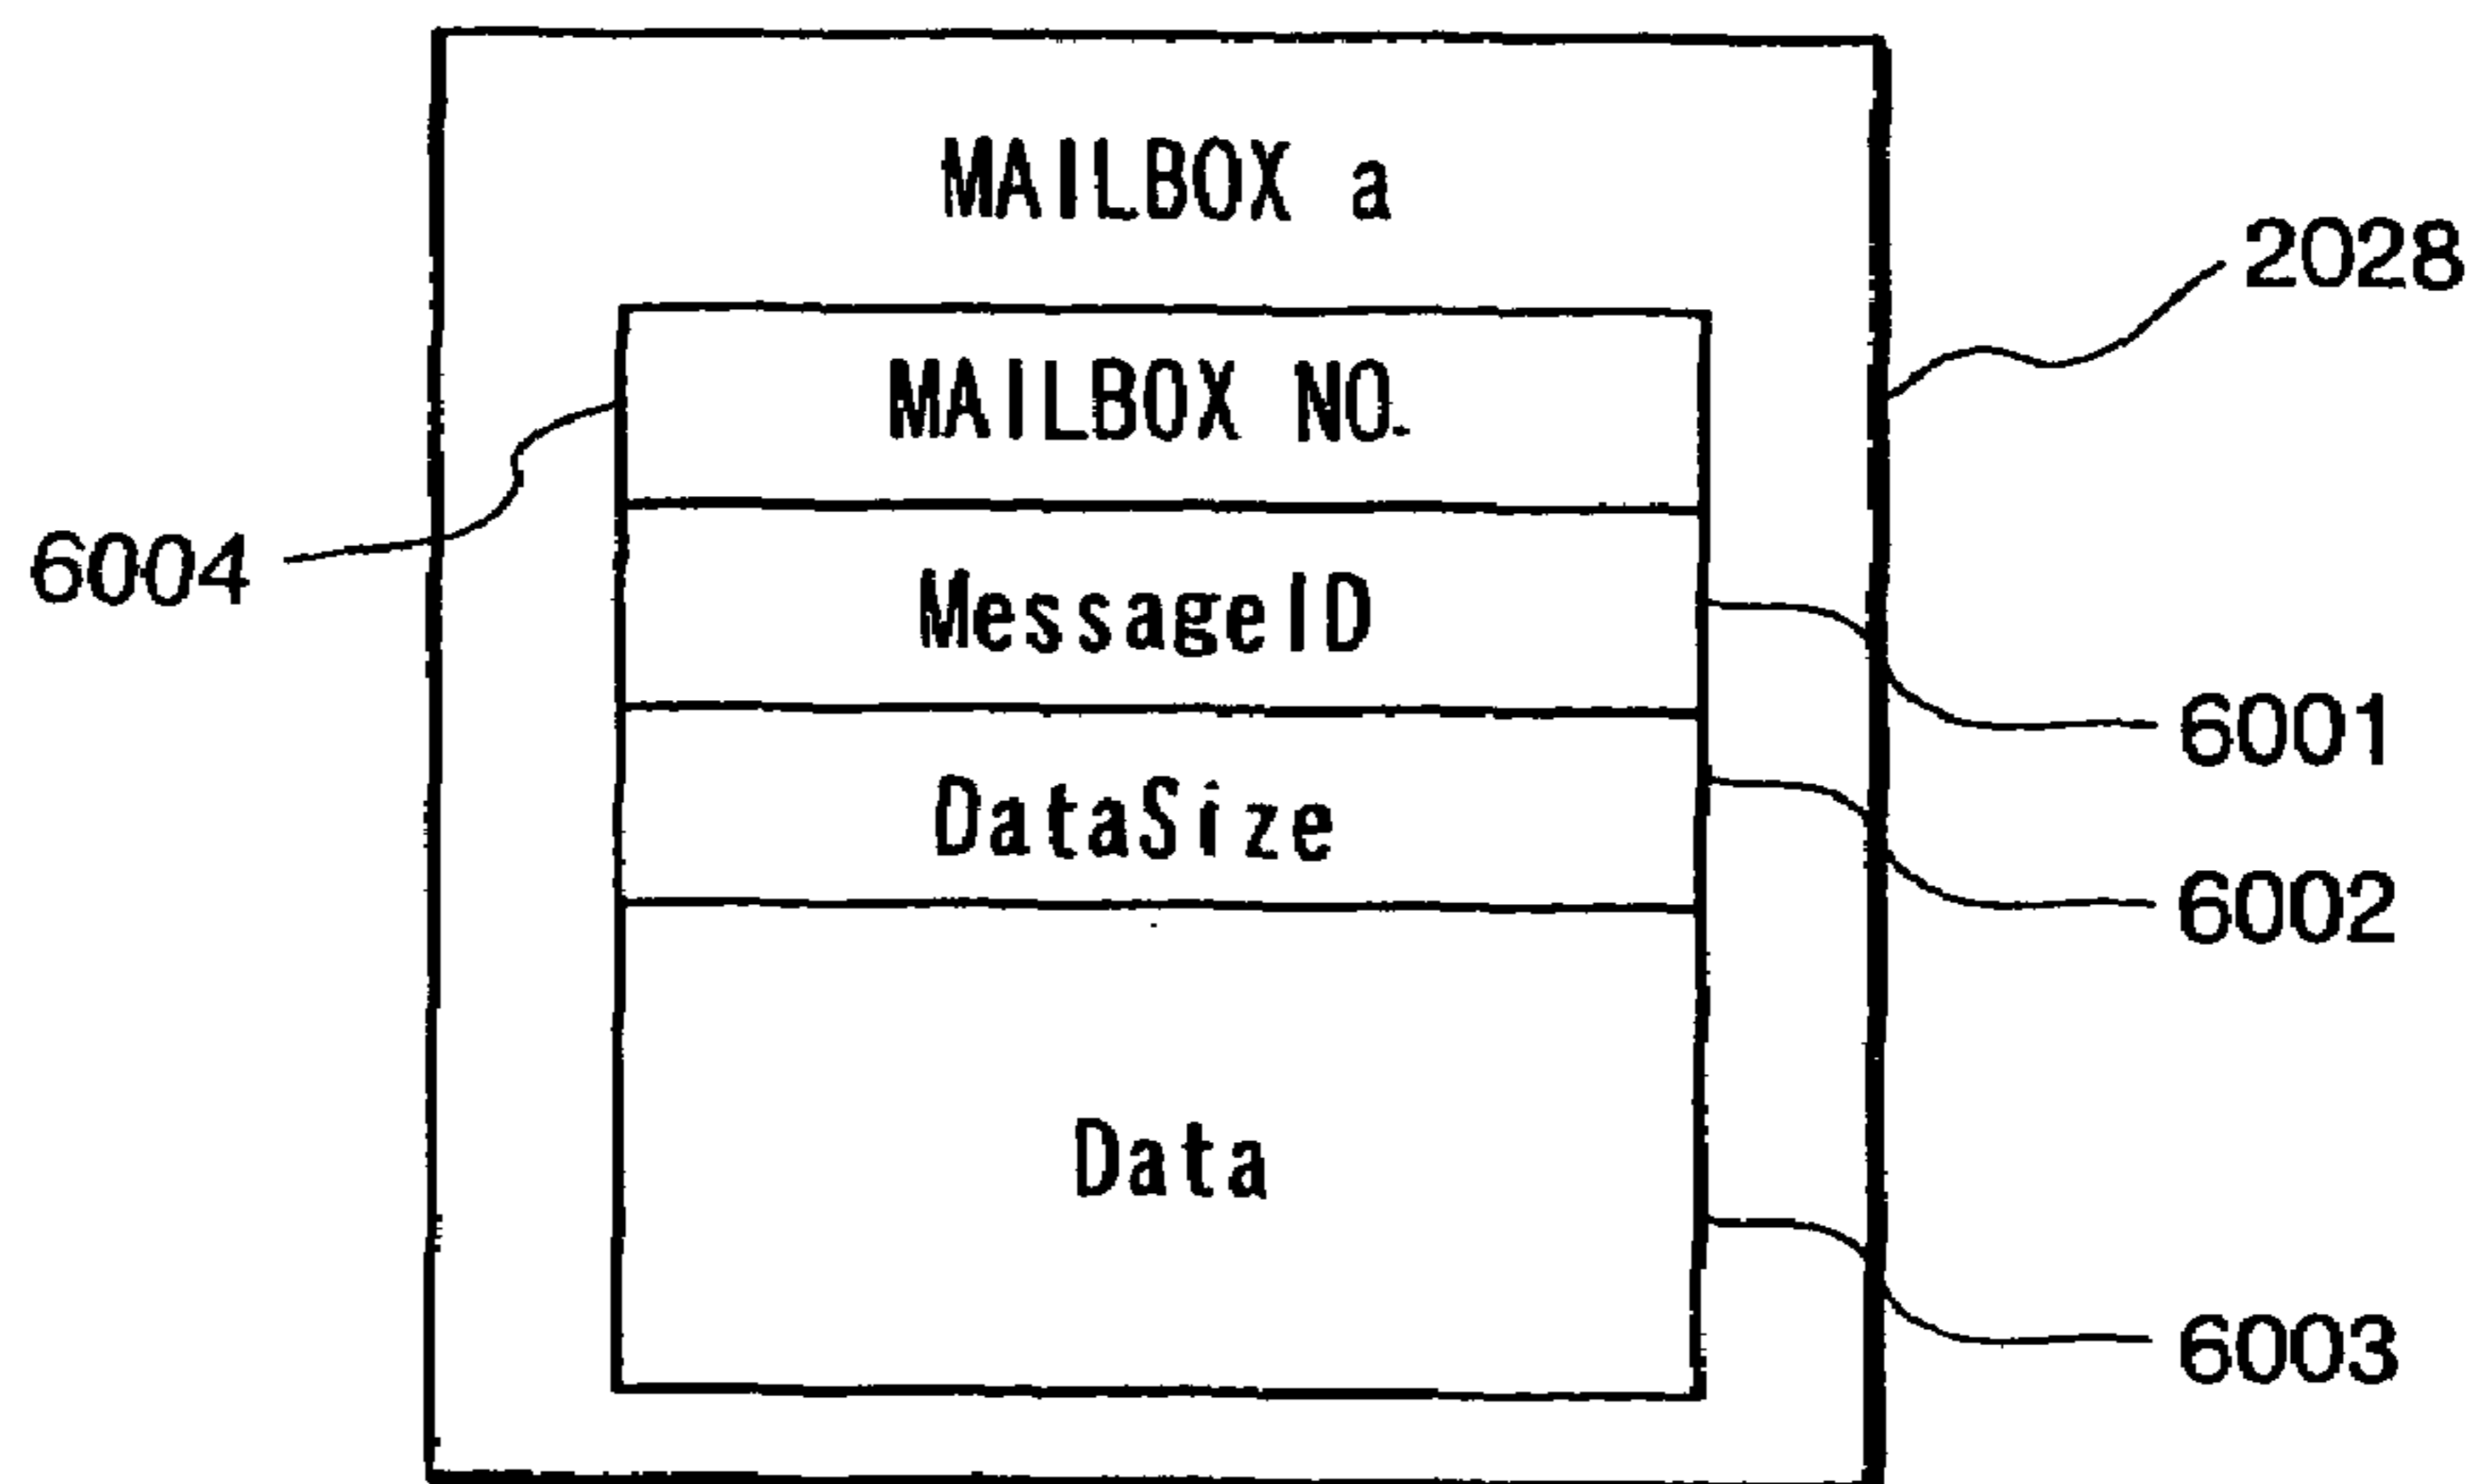 MAILBOX a
2028
MAILBOX NO.
6004
MessageID
6001
DataSize
6002
Data
6003